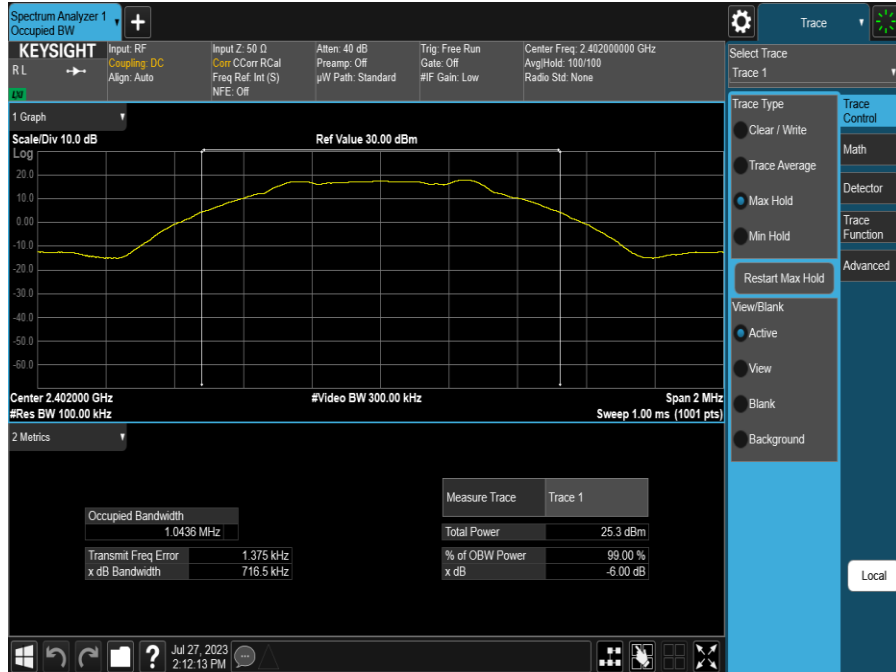 Spectrum Analyzer 1
Occupied BW
KEYSIGHT
R L
LXI
Input: RF
Coupling: DC
Align: Auto
Input Z: 50 Ω
Corr CCorr RCal
Freq Ref: Int (S)
NFE: Off
Atten: 40 dB
Preamp: Off
µW Path: Standard
Trig: Free Run
Gate: Off
#IF Gain: Low
Center Freq: 2.402000000 GHz
Avg|Hold: 100/100
Radio Std: None
1 Graph
Scale/Div 10.0 dB
Ref Value 30.00 dBm
Log
20.0
10.0
0.00
-10.0
-20.0
-30.0
-40.0
-50.0
-60.0
Center 2.402000 GHz
#Video BW 300.00 kHz
Span 2 MHz
#Res BW 100.00 kHz
Sweep 1.00 ms (1001 pts)
2 Metrics
Measure Trace
Trace 1
Occupied Bandwidth
1.0436 MHz
Total Power
25.3 dBm
Transmit Freq Error
1.375 kHz
% of OBW Power
99.00 %
x dB Bandwidth
716.5 kHz
x dB
-6.00 dB
Jul 27, 2023
2:12:13 PM
Trace
Select Trace
Trace 1
Trace Type
Clear / Write
Trace Average
Max Hold
Min Hold
Restart Max Hold
View/Blank
Active
View
Blank
Background
Trace
Control
Math
Detector
Trace
Function
Advanced
Local